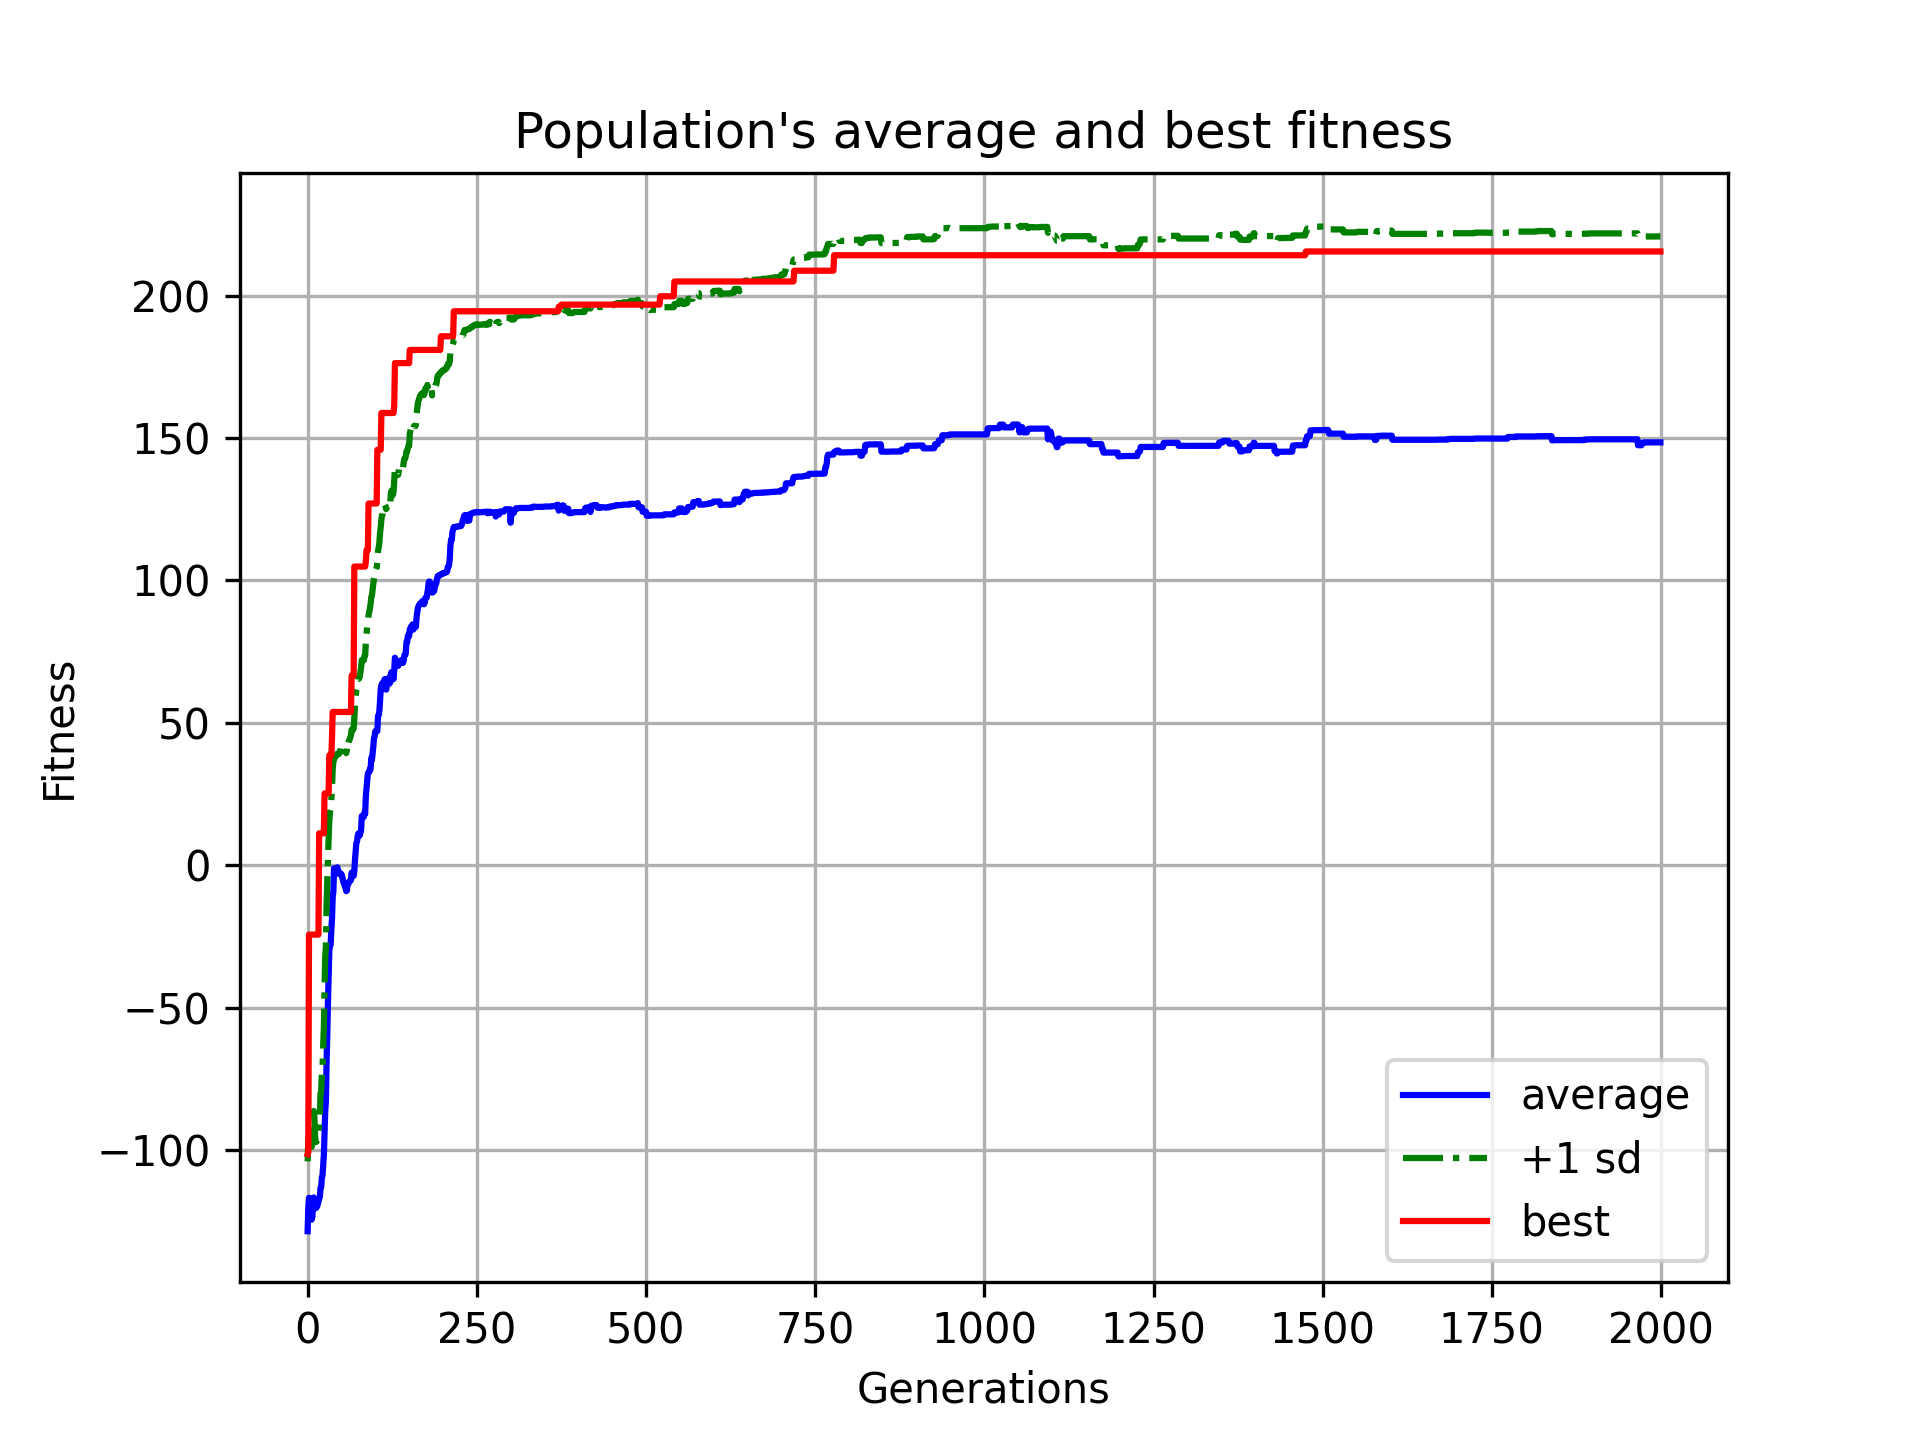 Population's average and best fitness
Fitness
200
150
100
50
0
−50
−100
0 250 500 750 1000 1250 1500 1750 2000
Generations
average
+1 sd
best